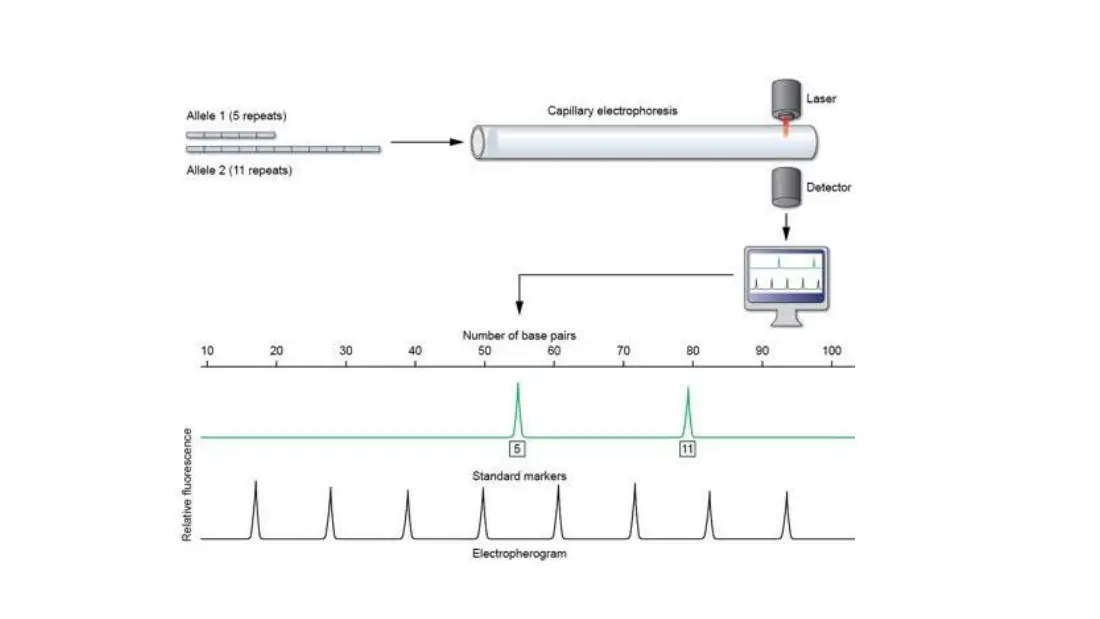 Allele 1 (5 repeats)
Allele 2 (11 repeats)
Capillary electrophoresis
Laser
Detector
Number of base pairs
10 20 30 40 50 60 70 80 90 100
5 11
Relative fluorescence
Standard markers
Electropherogram